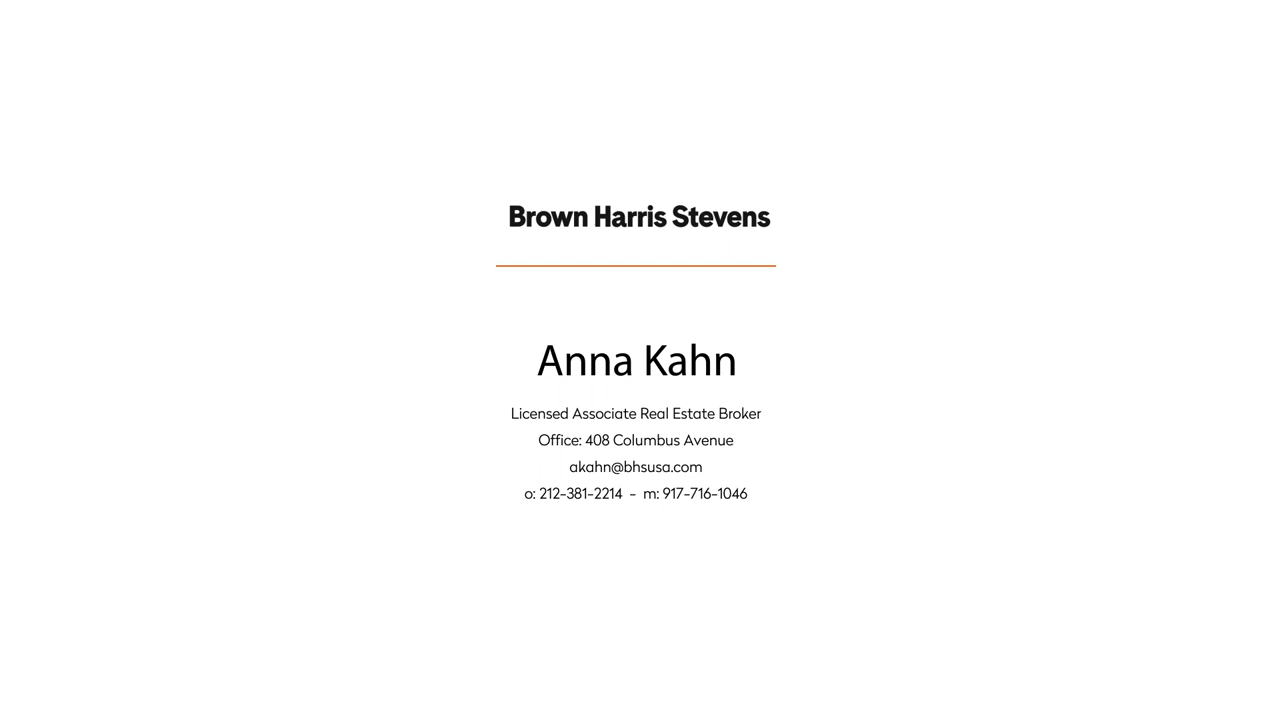 Brown Harris Stevens
Anna Kahn
Licensed Associate Real Estate Broker
Office: 408 Columbus Avenue
akahn@bhsusa.com
o: 212-381-2214 - m: 917-716-1046